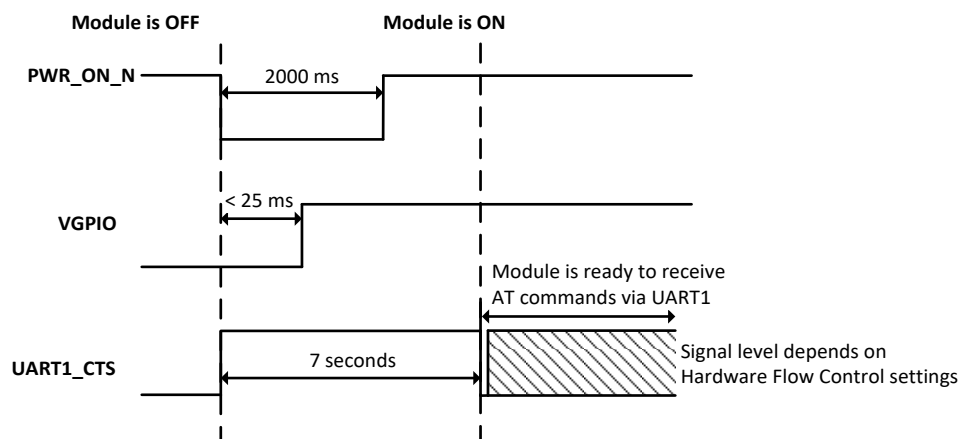 Module is OFF
Module is ON
PWR_ON_N
2000 ms
< 25 ms
VGPIO
Module is ready to receive
AT commands via UART1
UART1_CTS
7 seconds
Signal level depends on
Hardware Flow Control settings